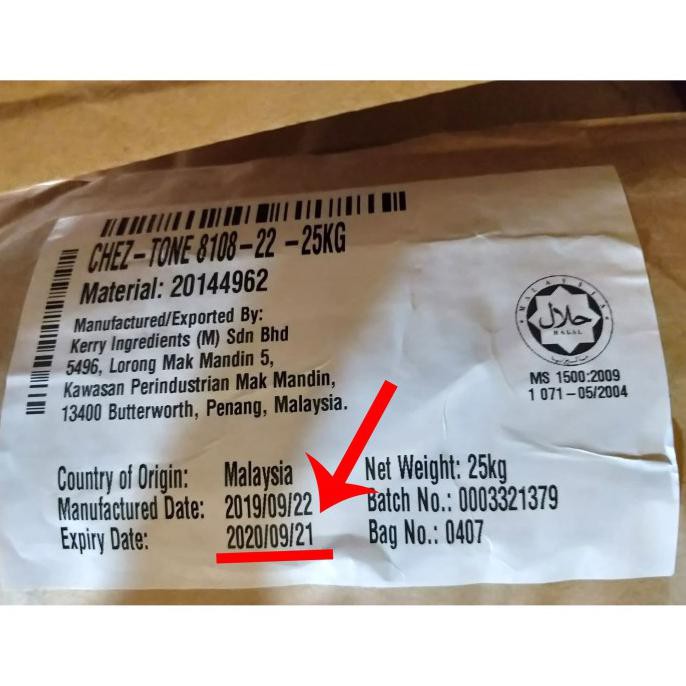 CHEZ-TONE 8108-22 -25KG
Material: 20144962
Manufactured/Exported By:
Kerry Ingredients (M) Sdn Bhd
5496, Lorong Mak Mandin 5,
Kawasan Perindustrian Mak Mandin,
13400 Butterworth, Penang, Malaysia.
MALAYSIA
حلال
HALAL
MS 1500:2009
1 071-05/2004
Country of Origin: Malaysia
Manufactured Date: 2019/09/22
Expiry Date: 2020/09/21
Net Weight: 25kg
Batch No.: 0003321379
Bag No.: 0407